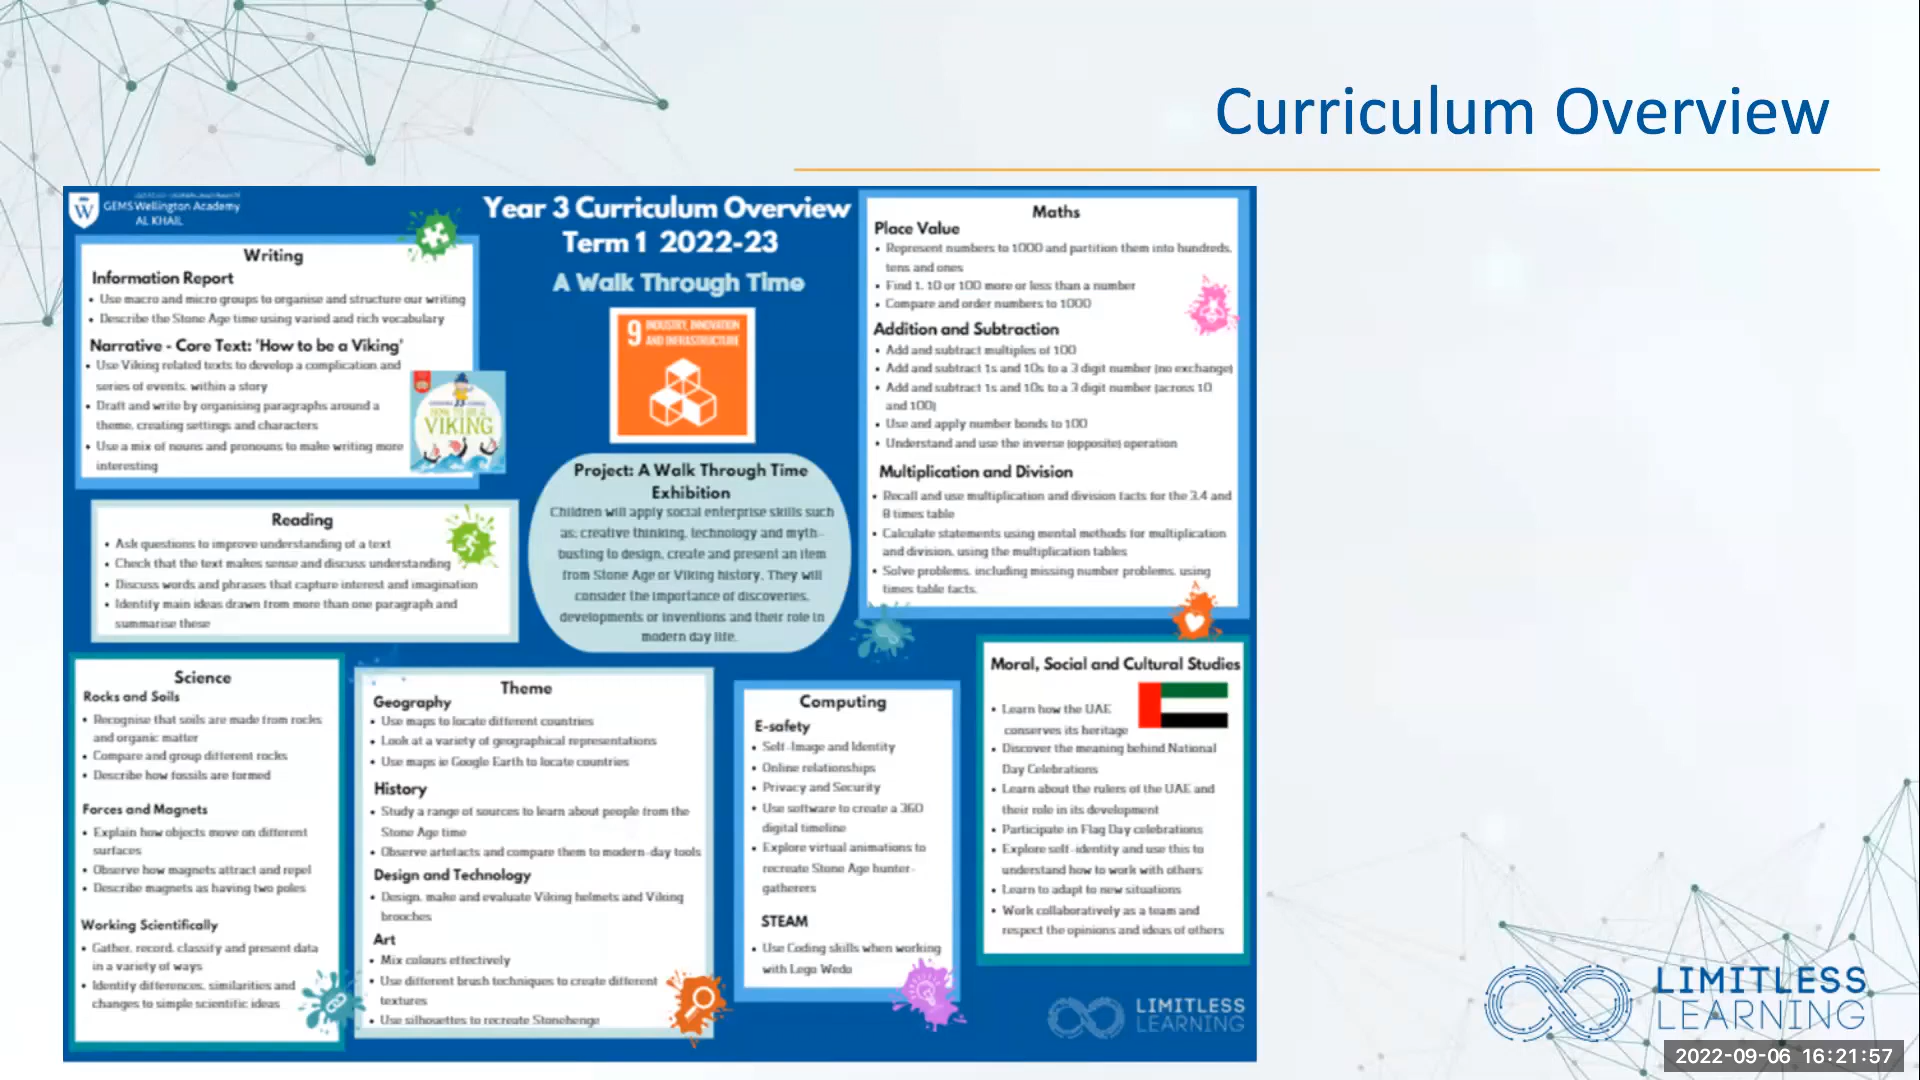 Curriculum Overview
GEMS Wellington Academy
AL KHAIL
Year 3 Curriculum Overview
Term 1 2022-23
A Walk Through Time
9 INDUSTRY, INNOVATION
AND INFRASTRUCTURE
Writing
Information Report
• Use macro and micro groups to organise and structure our writing
• Describe the Stone Age time using varied and rich vocabulary
Narrative - Core Text: 'How to be a Viking'
• Use Viking related texts to develop a complication and
series of events, within a story
• Draft and write by organising paragraphs around a
theme, creating settings and characters
• Use a mix of nouns and pronouns to make writing more
interesting
HOW TO BE A
VIKING
Reading
• Ask questions to improve understanding of a text
• Check that the text makes sense and discuss understanding
• Discuss words and phrases that capture interest and imagination
• Identify main ideas drawn from more than one paragraph and
summarise these
Project: A Walk Through Time
Exhibition
Children will apply social enterprise skills such
as; creative thinking, technology and myth-
busting to design, create and present an item
from Stone Age or Viking history. They will
consider the importance of discoveries,
developments or inventions and their role in
modern day life.
Maths
Place Value
• Represent numbers to 1000 and partition them into hundreds,
tens and ones
• Find 1, 10 or 100 more or less than a number
• Compare and order numbers to 1000
Addition and Subtraction
• Add and subtract multiples of 100
• Add and subtract 1s and 10s to a 3 digit number (no exchange)
• Add and subtract 1s and 10s to a 3 digit number (across 10
and 100)
• Use and apply number bonds to 100
• Understand and use the inverse (opposite) operation
Multiplication and Division
• Recall and use multiplication and division facts for the 3,4 and
8 times table
• Calculate statements using mental methods for multiplication
and division, using the multiplication tables
• Solve problems, including missing number problems, using
times table facts.
Science
Rocks and Soils
• Recognise that soils are made from rocks
and organic matter
• Compare and group different rocks
• Describe how fossils are formed
Forces and Magnets
• Explain how objects move on different
surfaces
• Observe how magnets attract and repel
• Describe magnets as having two poles
Working Scientifically
• Gather, record, classify and present data
in a variety of ways
• Identify differences, similarities and
changes to simple scientific ideas
Theme
Geography
• Use maps to locate different countries
• Look at a variety of geographical representations
• Use maps ie Google Earth to locate countries
History
• Study a range of sources to learn about people from the
Stone Age time
• Observe artefacts and compare them to modern-day tools
Design and Technology
• Design, make and evaluate Viking helmets and Viking
brooches
Art
• Mix colours effectively
• Use different brush techniques to create different
textures
• Use silhouettes to recreate Stonehenge
Computing
E-safety
• Self-Image and Identity
• Online relationships
• Privacy and Security
• Use software to create a 360
digital timeline
• Explore virtual animations to
recreate Stone Age hunter-
gatherers
STEAM
• Use Coding skills when working
with Lego Wedo
Moral, Social and Cultural Studies
• Learn how the UAE
conserves its heritage
• Discover the meaning behind National
Day Celebrations
• Learn about the rulers of the UAE and
their role in its development
• Participate in Flag Day celebrations
• Explore self-identity and use this to
understand how to work with others
• Learn to adapt to new situations
• Work collaboratively as a team and
respect the opinions and ideas of others
LIMITLESS
LEARNING
LIMITLESS
LEARNING
2022-09-06 16:21:57